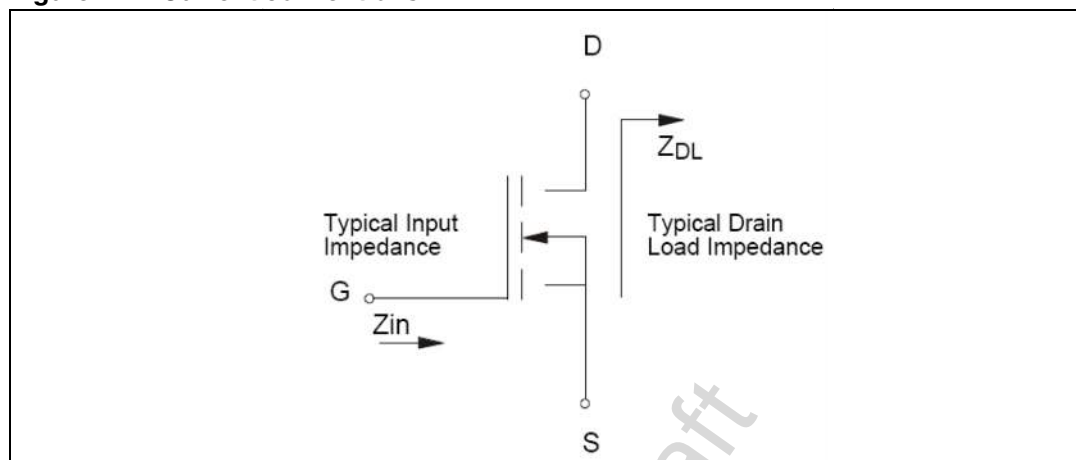 D
ZDL
Typical Input
Impedance
Typical Drain
Load Impedance
G
Zin
S